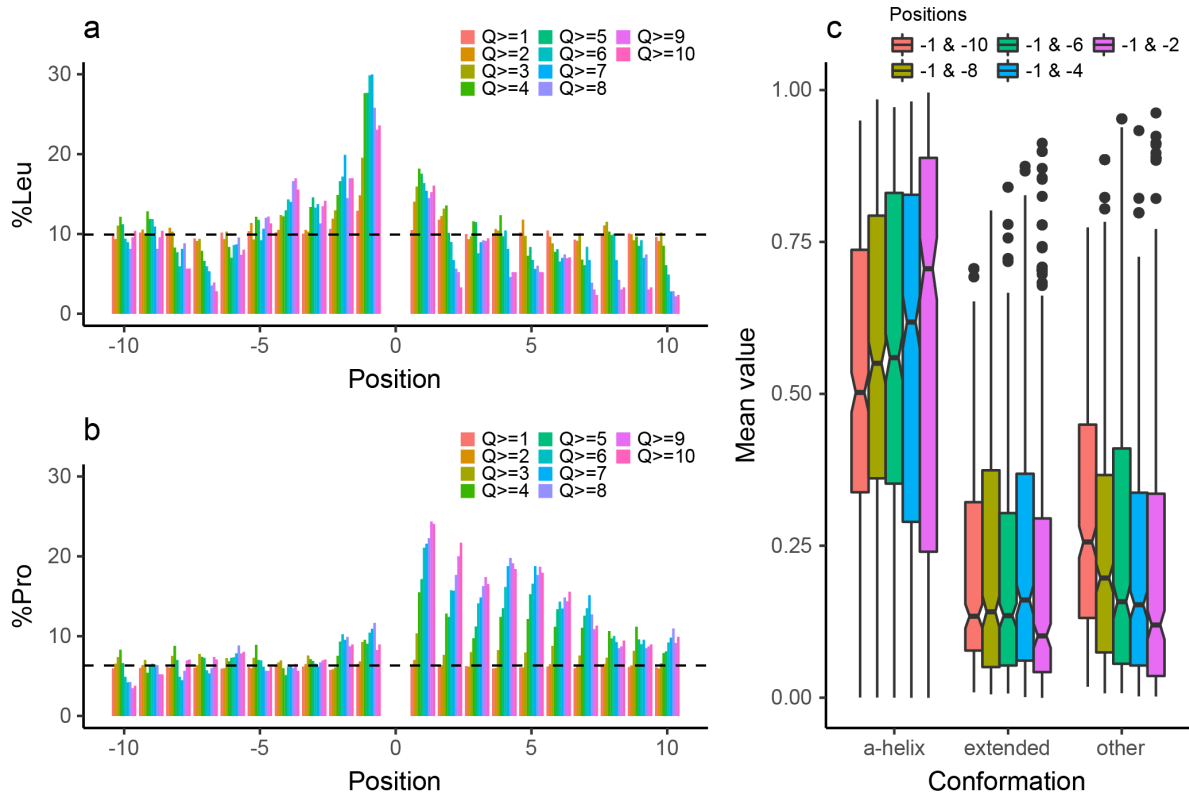 a
Q>=1 Q>=5 Q>=9
Q>=2 Q>=6 Q>=10
Q>=3 Q>=7
Q>=4 Q>=8
30
20
10
0
%Leu
-10 -5 0 5 10
Position
b
Q>=1 Q>=5 Q>=9
Q>=2 Q>=6 Q>=10
Q>=3 Q>=7
Q>=4 Q>=8
30
20
10
0
%Pro
-10 -5 0 5 10
Position
c
Positions
-1 & -10 -1 & -6 -1 & -2
-1 & -8 -1 & -4
1.00
0.75
0.50
0.25
0.00
Mean value
a-helix extended other
Conformation